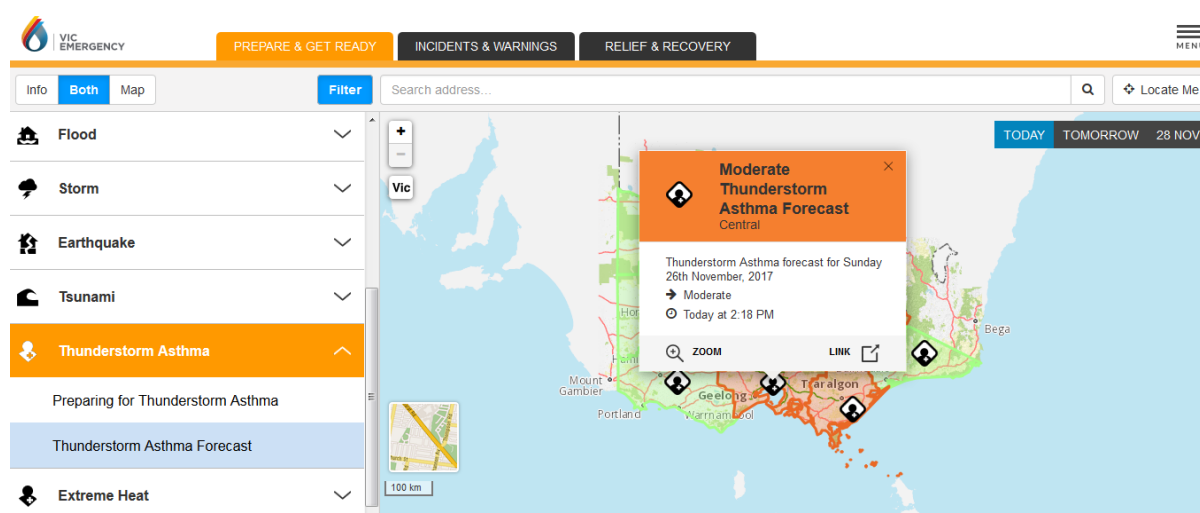 VIC
EMERGENCY
PREPARE & GET READY
INCIDENTS & WARNINGS
RELIEF & RECOVERY
MENU
Info
Both
Map
Filter
Search address...
Locate Me
Flood
Storm
Earthquake
Tsunami
Thunderstorm Asthma
Preparing for Thunderstorm Asthma
Thunderstorm Asthma Forecast
Extreme Heat
+
−
Vic
TODAY
TOMORROW
28 NOV
Moderate
Thunderstorm
Asthma Forecast
Central
Thunderstorm Asthma forecast for Sunday
26th November, 2017
Moderate
Today at 2:18 PM
ZOOM
LINK
Hor
Bega
Mount
Gambier
Portland
Geelong
Traralgon
100 km